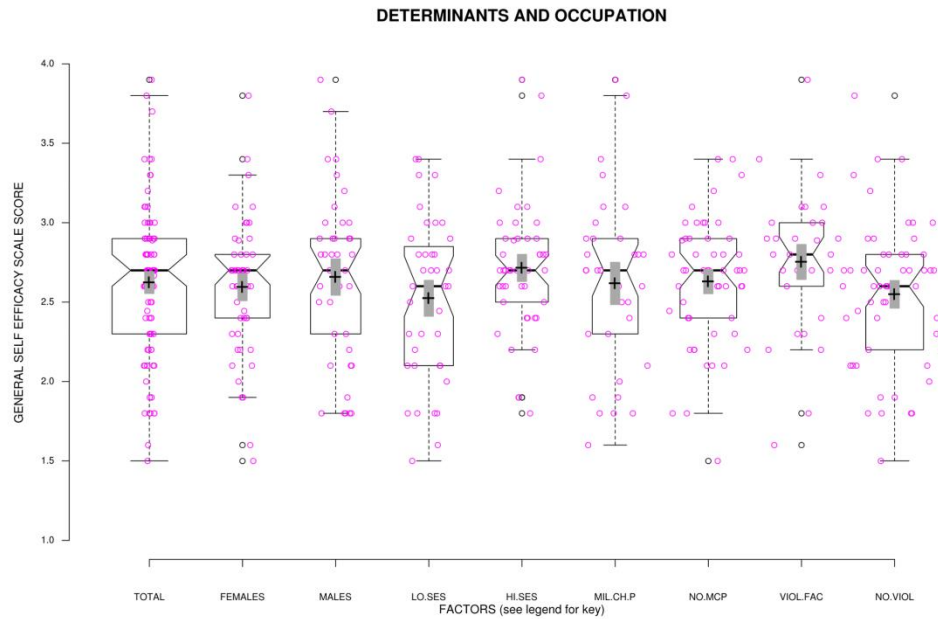 DETERMINANTS AND OCCUPATION
GENERAL SELF EFFICACY SCALE SCORE
4.0
3.5
3.0
2.5
2.0
1.5
1.0
TOTAL FEMALES MALES LO.SES HI.SES MIL.CH.P NO.MCP VIOL.FAC NO.VIOL
FACTORS (see legend for key)